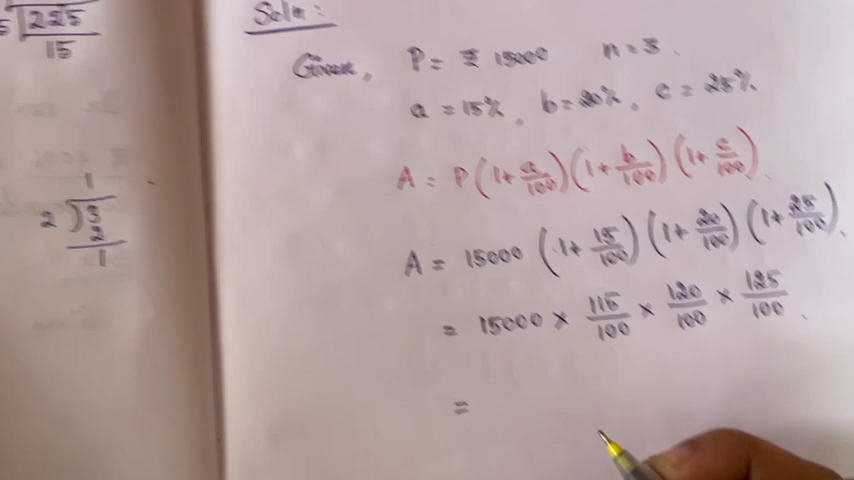 5 225
15
1
2 ) 3
2
1
Soln:
Given, P = ₹ 15000 n = 3.
a = 15%, b = 20%, c = 25%
A = P (1 + a/100) (1 + b/100) (1 + c/100)
A = 15000 (1 + 15/100) (1 + 20/100) (1 + 25/100).
= 15000 × 115/100 × 120/100 × 125/100.
=